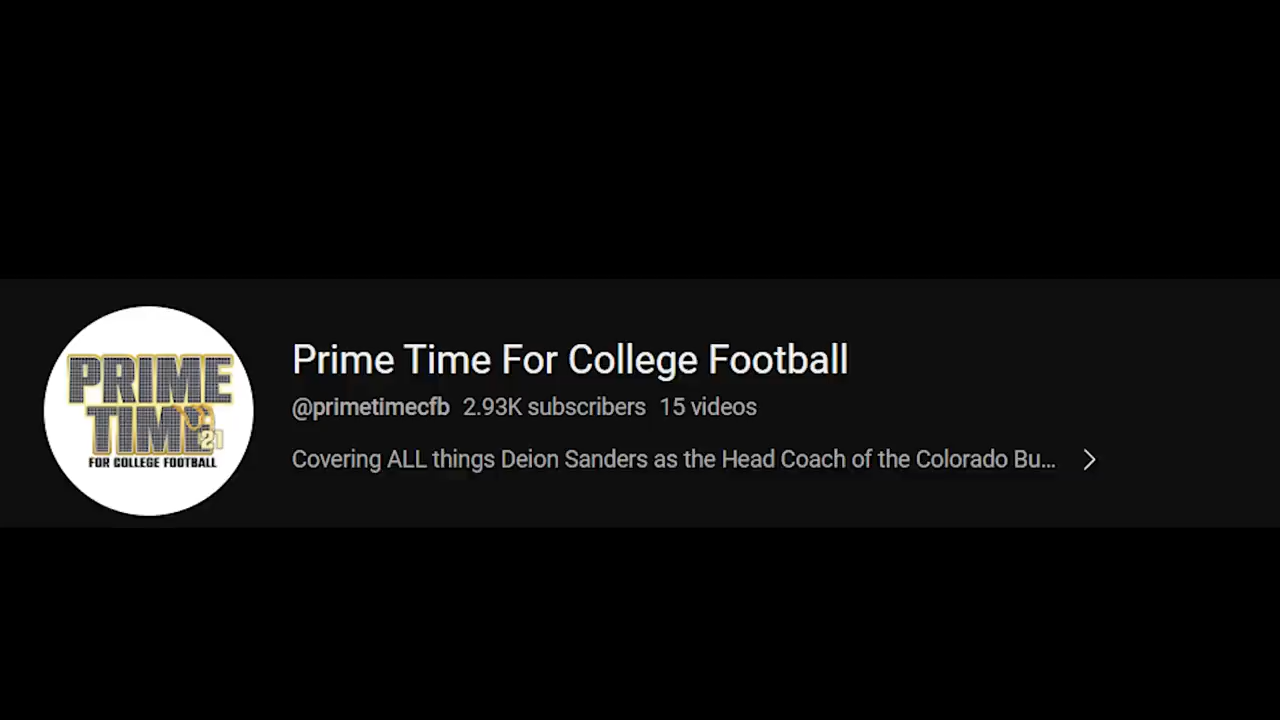 PRIME
TIME
21
FOR COLLEGE FOOTBALL
Prime Time For College Football
@primetimecfb 2.93K subscribers 15 videos
Covering ALL things Deion Sanders as the Head Coach of the Colorado Bu...